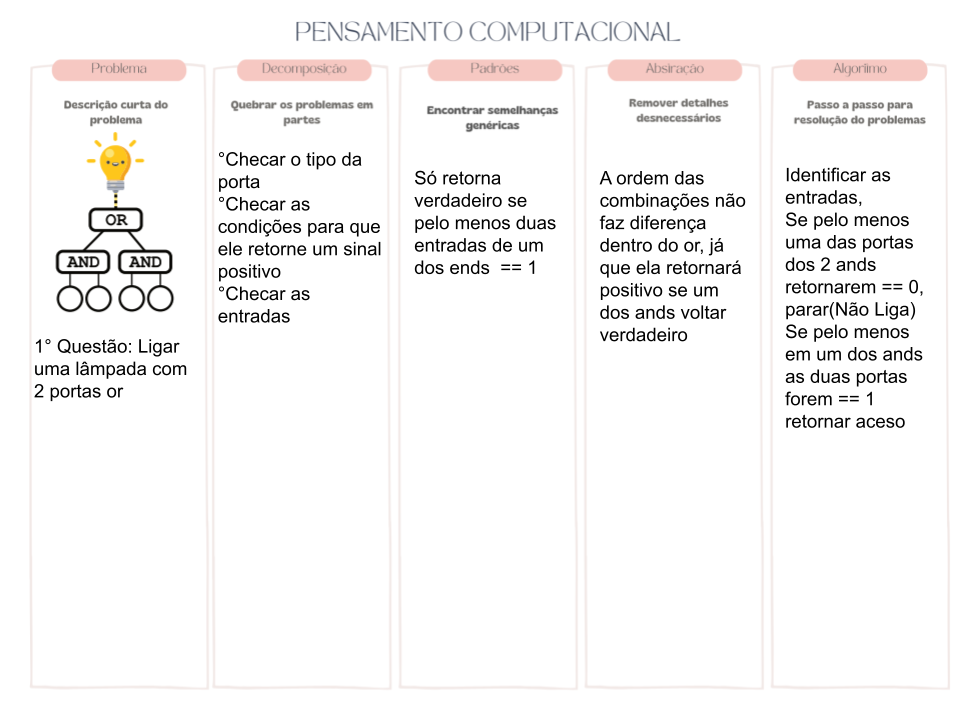 PENSAMENTO COMPUTACIONAL
Problema
Descrição curta do
problema
OR
AND AND
1° Questão: Ligar
uma lâmpada com
2 portas or
Decomposição
Quebrar os problemas em
partes
°Checar o tipo da
porta
°Checar as
condições para que
ele retorne um sinal
positivo
°Checar as
entradas
Padrões
Encontrar semelhanças
genéricas
Só retorna
verdadeiro se
pelo menos duas
entradas de um
dos ends == 1
Abstração
Remover detalhes
desnecessários
A ordem das
combinações não
faz diferença
dentro do or, já
que ela retornará
positivo se um
dos ands voltar
verdadeiro
Algoritmo
Passo a passo para
resolução do problemas
Identificar as
entradas,
Se pelo menos
uma das portas
dos 2 ands
retornarem == 0,
parar(Não Liga)
Se pelo menos
em um dos ands
as duas portas
forem == 1
retornar aceso